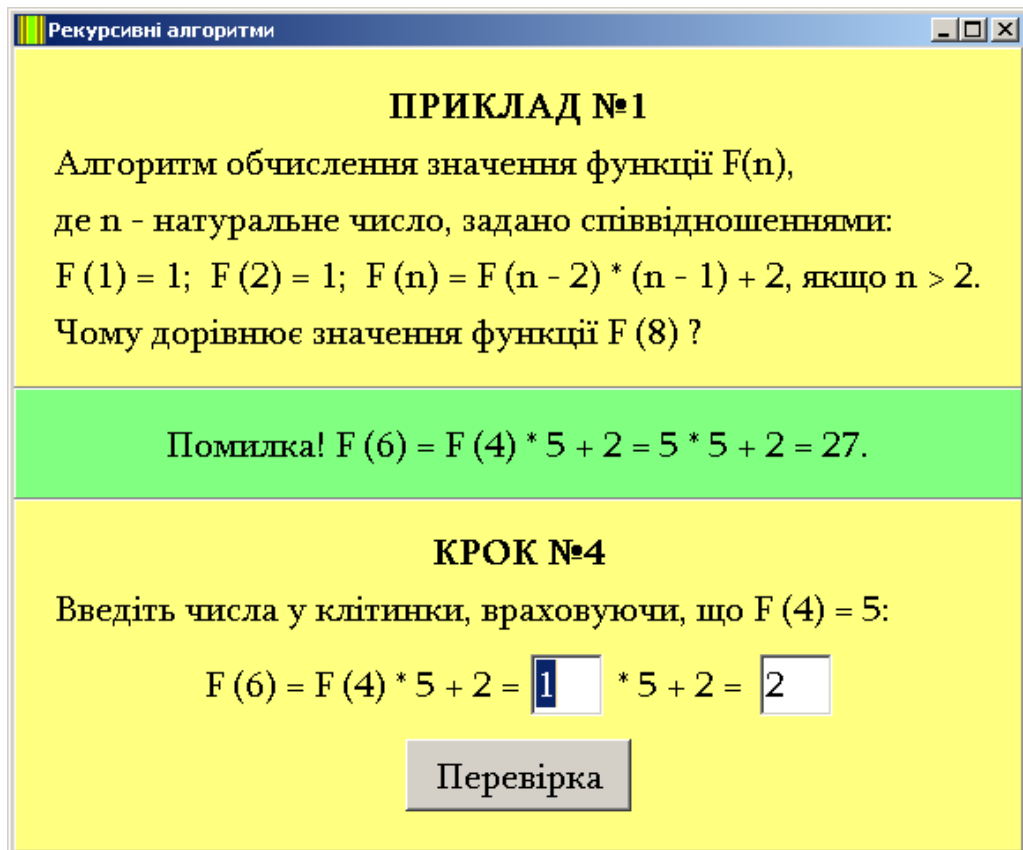 Рекурсивні алгоритми
ПРИКЛАД №1
Алгоритм обчислення значення функції F(n),
де n - натуральне число, задано співвідношеннями:
F (1) = 1; F (2) = 1; F (n) = F (n - 2) * (n - 1) + 2, якщо n > 2.
Чому дорівнює значення функції F (8) ?
Помилка! F (6) = F (4) * 5 + 2 = 5 * 5 + 2 = 27.
КРОК №4
Введіть числа у клітинки, враховуючи, що F (4) = 5:
F (6) = F (4) * 5 + 2 = 1 * 5 + 2 = 2
Перевірка